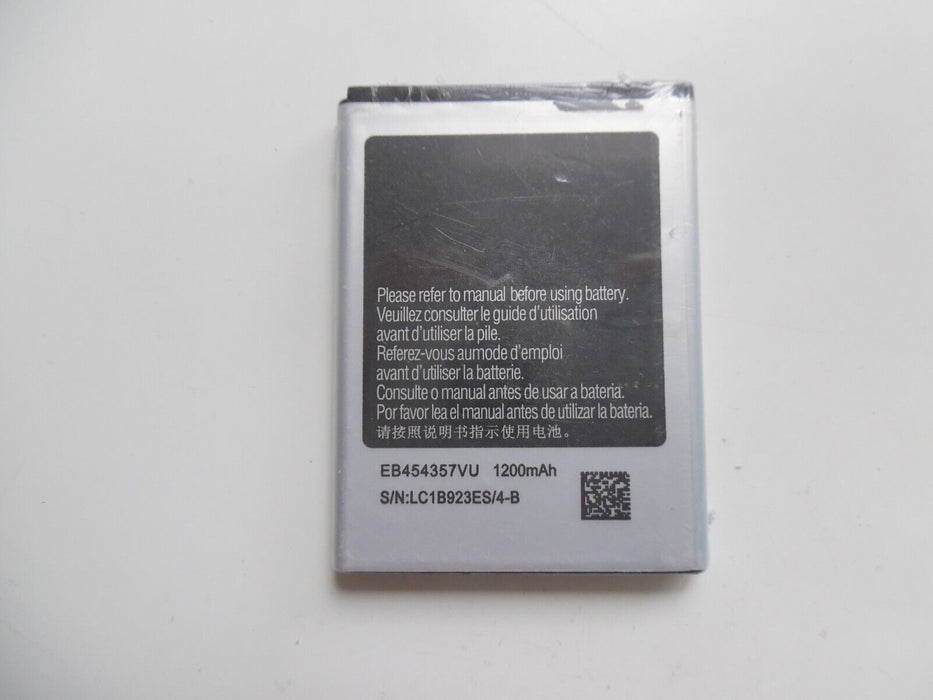 Please refer to manual before using battery.
Veuillez consulter le guide d'utilisation
avant d'utiliser la pile.
Referez-vous aumode d'emploi
avant d'utiliser la batterie.
Consulte o manual antes de usar a bateria.
Por favor lea el manual antes de utilizar la bateria.
请按照说明书指示使用电池。
EB454357VU 1200mAh
S/N:LC1B923ES/4-B